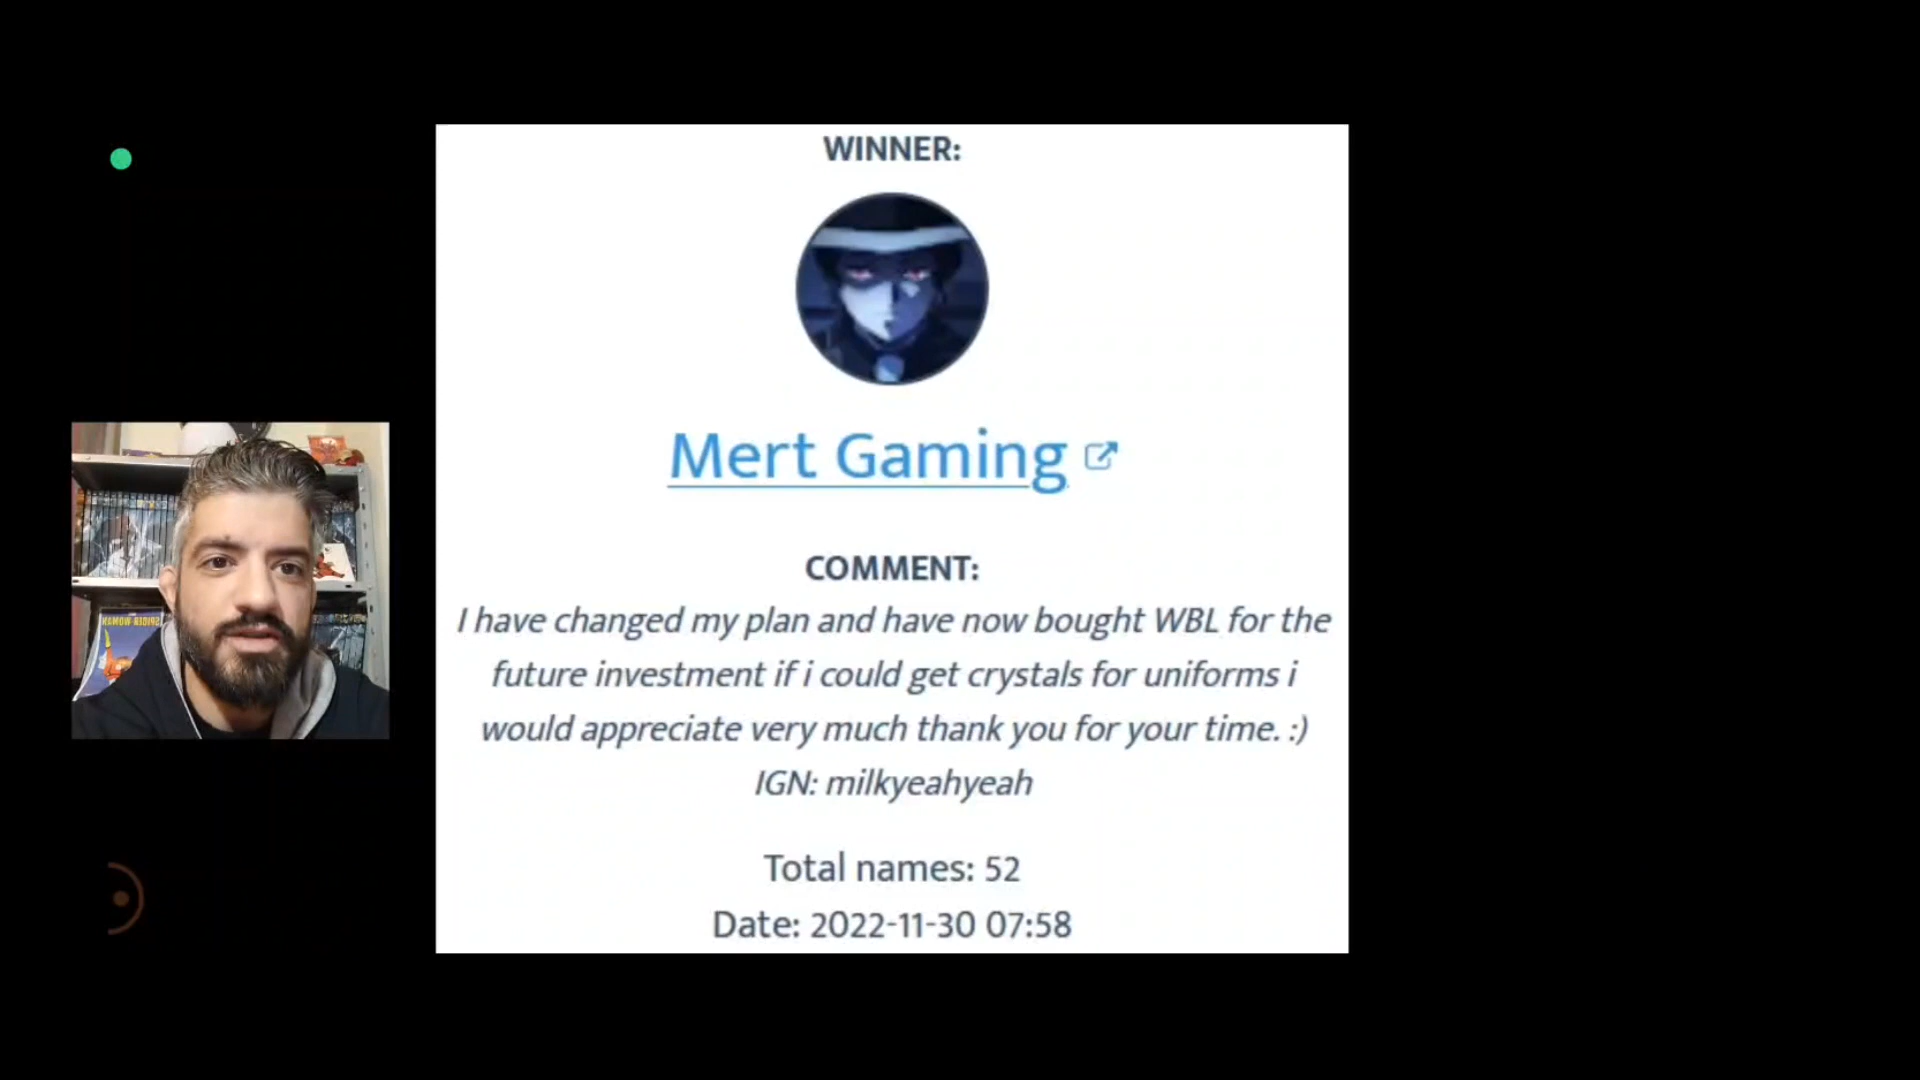 WINNER:
Mert Gaming
COMMENT:
I have changed my plan and have now bought WBL for the
future investment if i could get crystals for uniforms i
would appreciate very much thank you for your time. :)
IGN: milkyeahyeah
Total names: 52
Date: 2022-11-30 07:58
SPIDER WOMAN